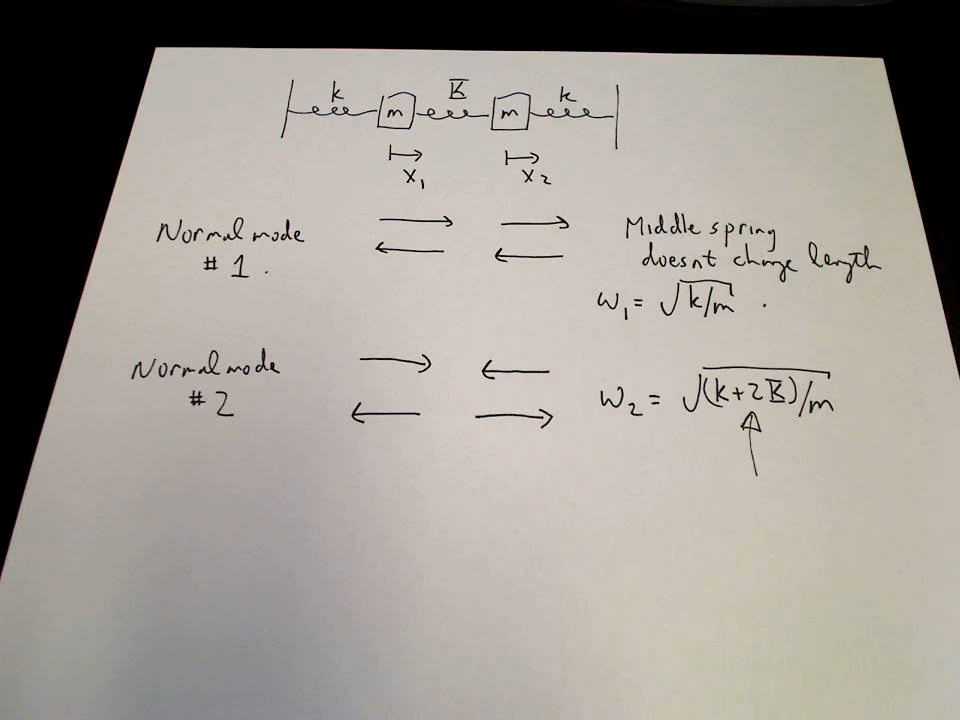 k K̅ k
m m
x₁ x₂
Normal mode
# 1.
Middle spring
doesnt change length
ω₁ = √k/m .
Normal mode
# 2
ω₂ = √(k+2K̅)/m